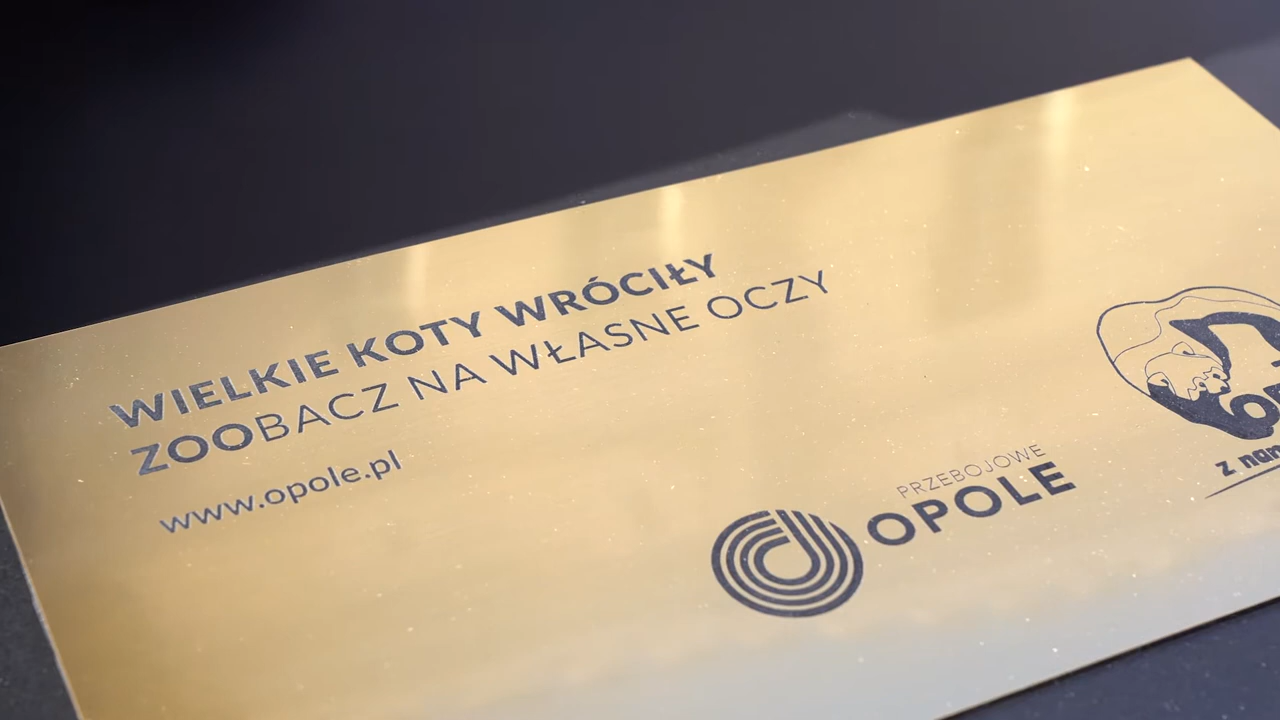 WIELKIE KOTY WRÓCIŁY
ZOOBACZ NA WŁASNE OCZY
www.opole.pl
PRZEBOJOWE
OPOLE